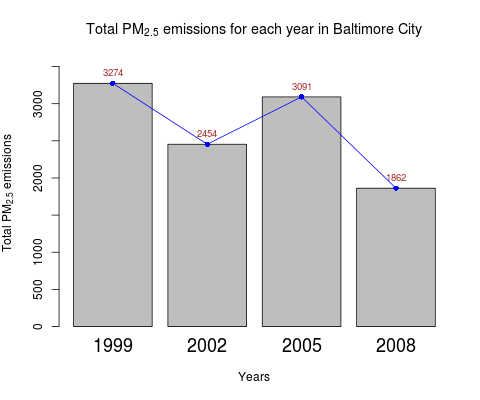 Total PM2.5 emissions for each year in Baltimore City
3274
2454
3091
1862
Total PM2.5 emissions
0
500
1000
2000
3000
1999 2002 2005 2008
Years